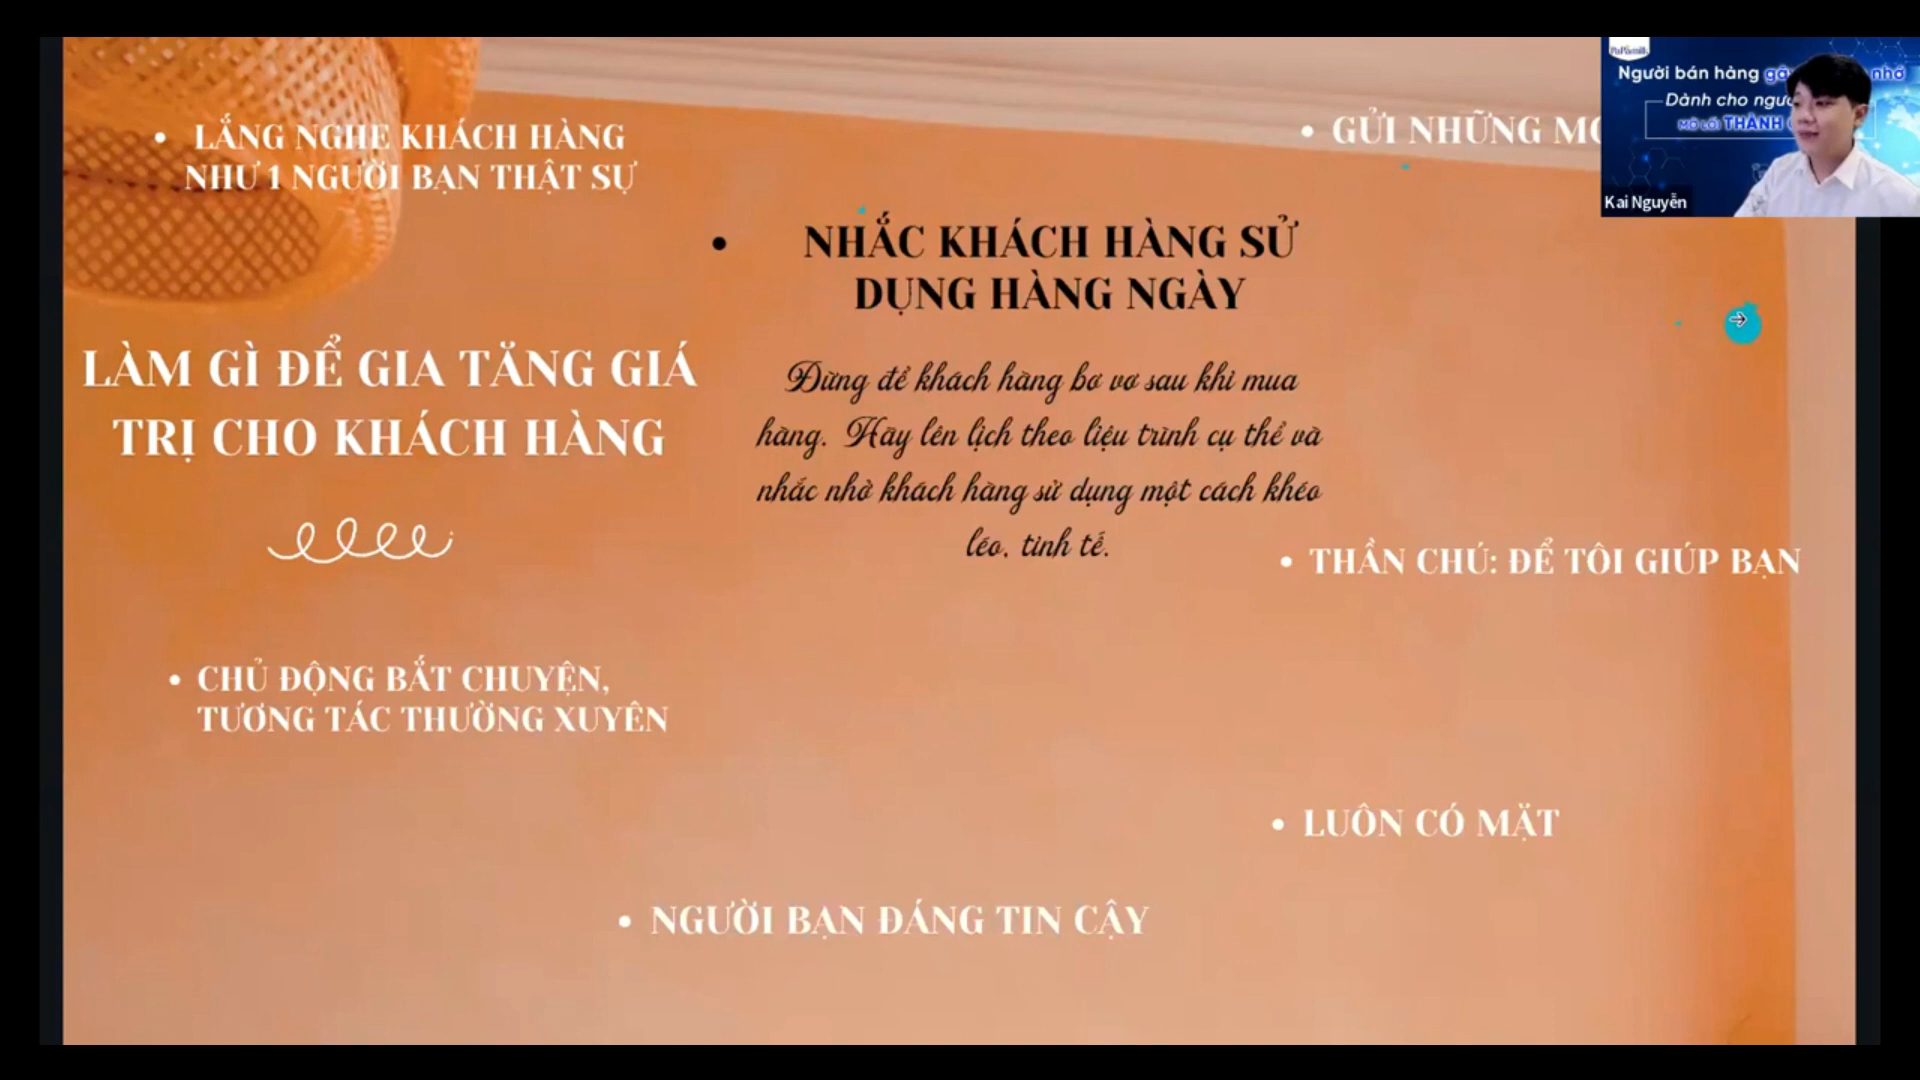 LẮNG NGHE KHÁCH HÀNG
NHƯ 1 NGƯỜI BẠN THẬT SỰ
GỬI NHỮNG
NHẮC KHÁCH HÀNG SỬ
DỤNG HÀNG NGÀY
Đừng để khách hàng bơ vơ sau khi mua
hàng. Hãy lên lịch theo liệu trình cụ thể và
nhắc nhở khách hàng sử dụng một cách khéo
léo, tinh tế.
LÀM GÌ ĐỂ GIA TĂNG GIÁ
TRỊ CHO KHÁCH HÀNG
THẦN CHÚ: ĐỂ TÔI GIÚP BẠN
CHỦ ĐỘNG BẮT CHUYỆN,
TƯƠNG TÁC THƯỜNG XUYÊN
LUÔN CÓ MẶT
NGƯỜI BẠN ĐÁNG TIN CẬY
Người bán hàng nhớ
Dành cho
THÀNH
Kai Nguyễn